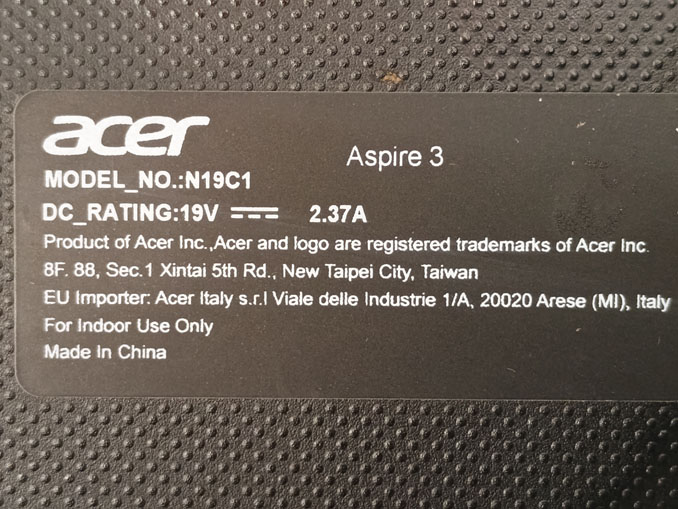 acer
Aspire 3
MODEL_NO.:N19C1
DC_RATING:19V ⎓ 2.37A
Product of Acer Inc.,Acer and logo are registered trademarks of Acer Inc.
8F. 88, Sec.1 Xintai 5th Rd., New Taipei City, Taiwan
EU Importer: Acer Italy s.r.l Viale delle Industrie 1/A, 20020 Arese (MI), Italy
For Indoor Use Only
Made In China